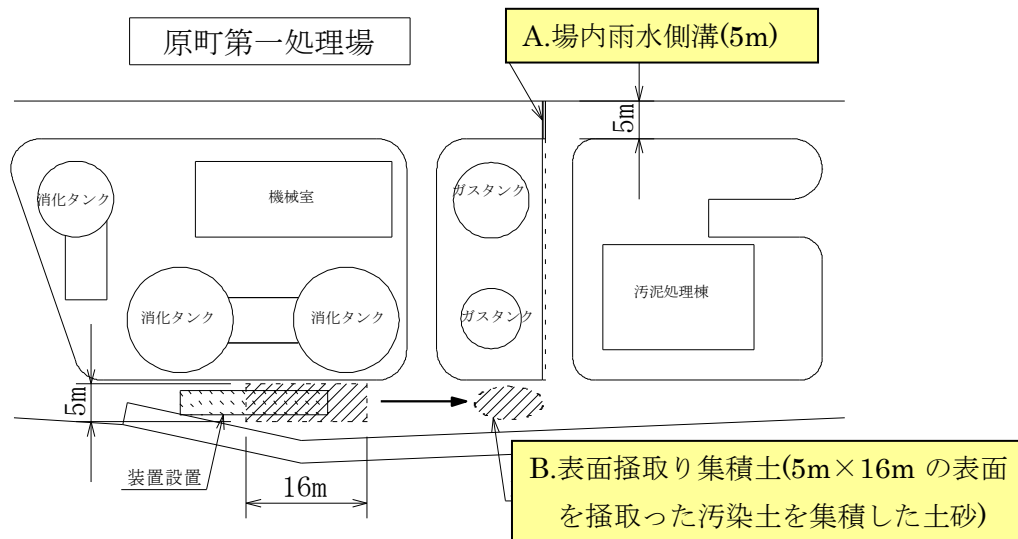 原町第一処理場
A.場内雨水側溝(5m)
5m
消化タンク
機械室
ガスタンク
消化タンク
消化タンク
ガスタンク
汚泥処理棟
5m
装置設置
16m
B.表面掻取り集積土(5m×16m の表面
を掻取った汚染土を集積した土砂)